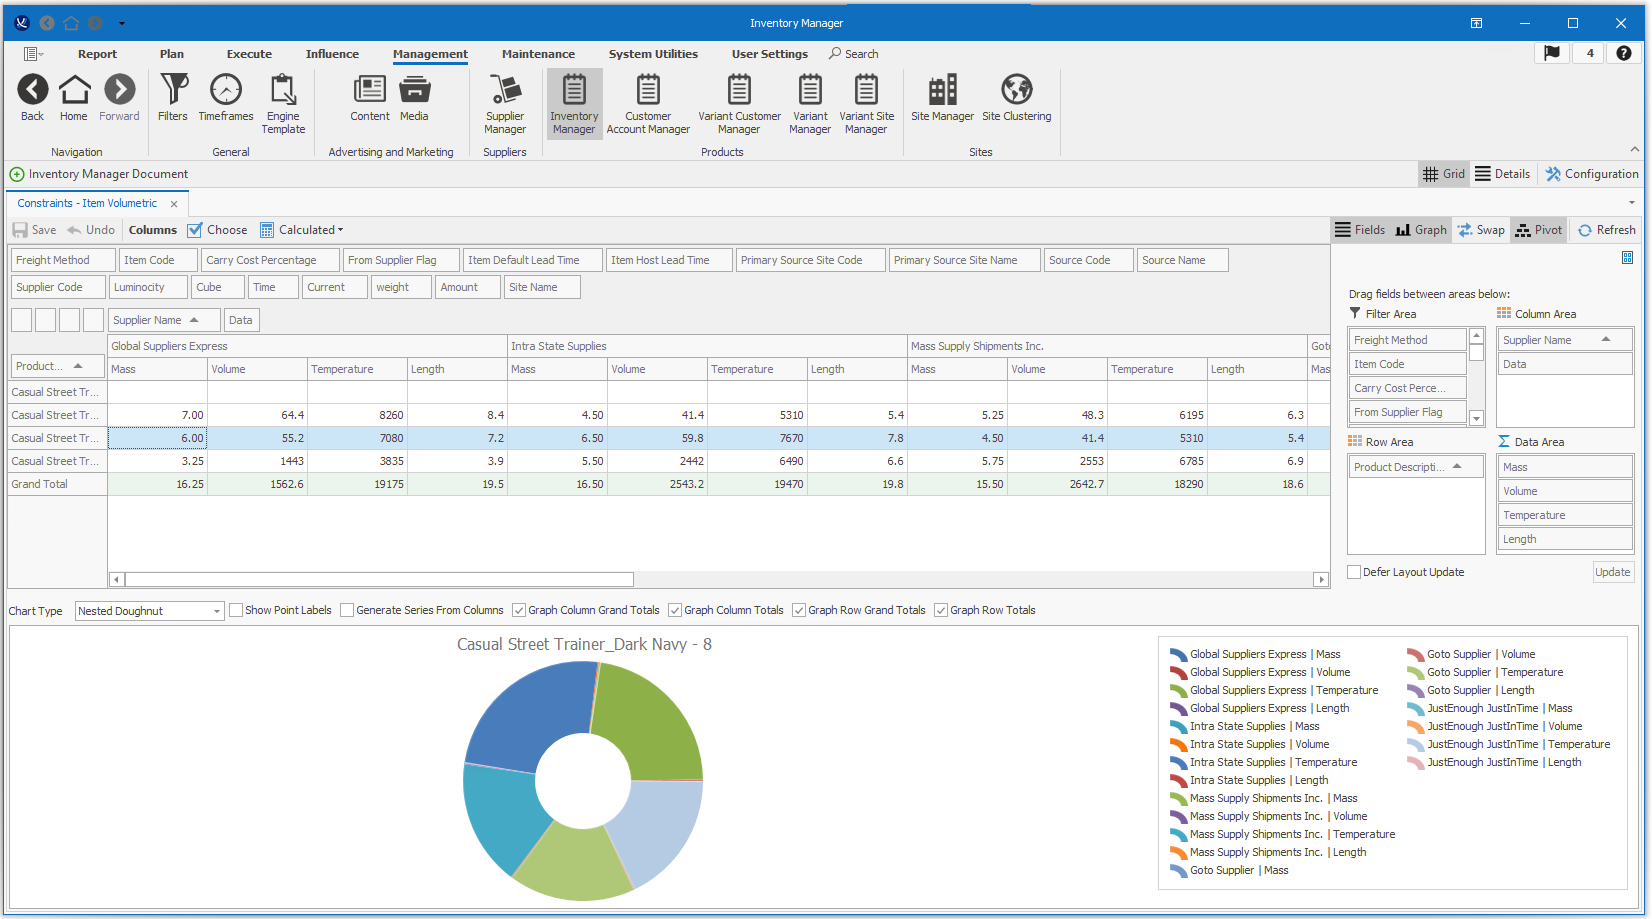 Inventory Manager
Report Plan Execute Influence Management Maintenance System Utilities User Settings Search 4 ?
Back Home Forward Filters Timeframes Engine Template Content Media Supplier Manager Inventory Manager Customer Account Manager Variant Customer Manager Variant Manager Variant Site Manager Site Manager Site Clustering
Navigation General Advertising and Marketing Suppliers Products Sites
Inventory Manager Document Grid Details Configuration
Constraints - Item Volumetric x
Save Undo Columns Choose Calculated Fields Graph Swap Pivot Refresh
Freight Method Item Code Carry Cost Percentage From Supplier Flag Item Default Lead Time Item Host Lead Time Primary Source Site Code Primary Source Site Name Source Code Source Name
Supplier Code Luminocity Cube Time Current weight Amount Site Name
Supplier Name Data
Global Suppliers Express Intra State Supplies Mass Supply Shipments Inc. Goto
Product... Mass Volume Temperature Length Mass Volume Temperature Length Mass Volume Temperature Length Mas
Casual Street Tr...
Casual Street Tr... 7.00 64.4 8260 8.4 4.50 41.4 5310 5.4 5.25 48.3 6195 6.3
Casual Street Tr... 6.00 55.2 7080 7.2 6.50 59.8 7670 7.8 4.50 41.4 5310 5.4
Casual Street Tr... 3.25 1443 3835 3.9 5.50 2442 6490 6.6 5.75 2553 6785 6.9
Grand Total 16.25 1562.6 19175 19.5 16.50 2543.2 19470 19.8 15.50 2642.7 18290 18.6
Drag fields between areas below:
Filter Area
Freight Method
Item Code
Carry Cost Perce...
From Supplier Flag
Column Area
Supplier Name
Data
Row Area
Product Descripti...
Data Area
Mass
Volume
Temperature
Length
Defer Layout Update Update
Chart Type Nested Doughnut Show Point Labels Generate Series From Columns Graph Column Grand Totals Graph Column Totals Graph Row Grand Totals Graph Row Totals
Casual Street Trainer_Dark Navy - 8
Global Suppliers Express | Mass
Global Suppliers Express | Volume
Global Suppliers Express | Temperature
Global Suppliers Express | Length
Intra State Supplies | Mass
Intra State Supplies | Volume
Intra State Supplies | Temperature
Intra State Supplies | Length
Mass Supply Shipments Inc. | Mass
Mass Supply Shipments Inc. | Volume
Mass Supply Shipments Inc. | Temperature
Mass Supply Shipments Inc. | Length
Goto Supplier | Mass
Goto Supplier | Volume
Goto Supplier | Temperature
Goto Supplier | Length
JustEnough JustInTime | Mass
JustEnough JustInTime | Volume
JustEnough JustInTime | Temperature
JustEnough JustInTime | Length